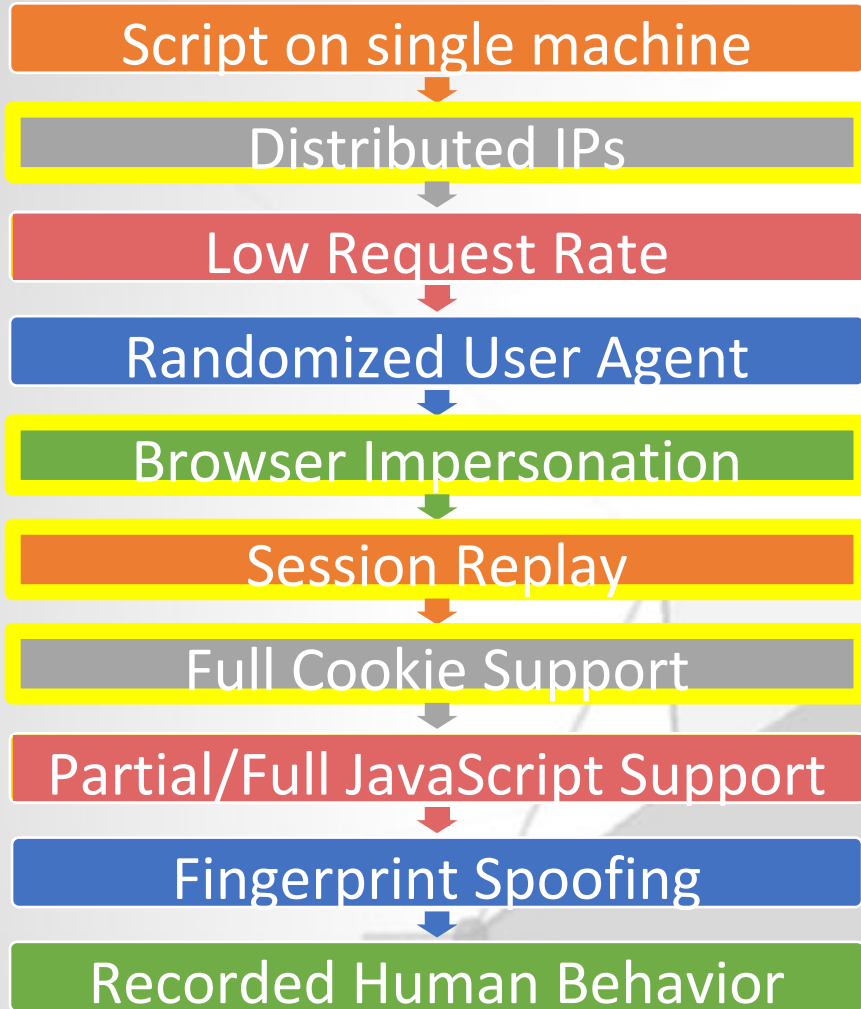 Script on single machine
Distributed IPs
Low Request Rate
Randomized User Agent
Browser Impersonation
Session Replay
Full Cookie Support
Partial/Full JavaScript Support
Fingerprint Spoofing
Recorded Human Behavior